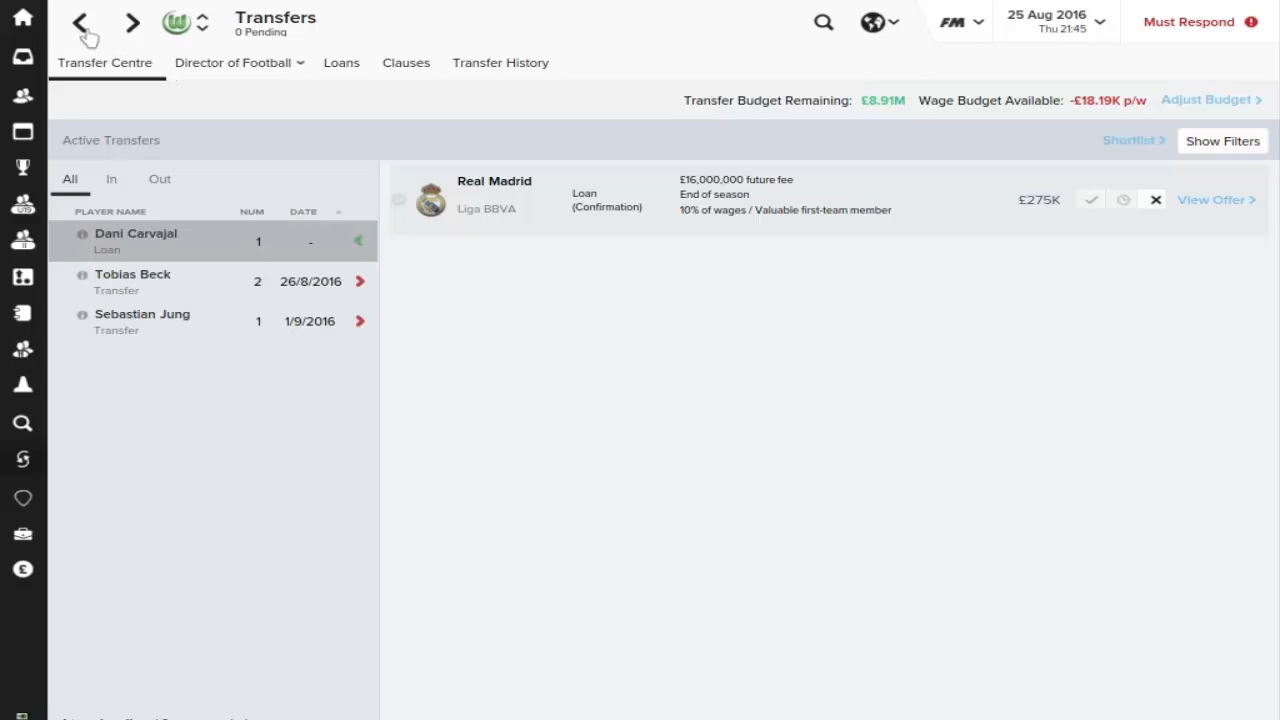 Transfers
0 Pending
FM
25 Aug 2016
Thu 21:45
Must Respond
Transfer Centre
Director of Football
Loans
Clauses
Transfer History
Transfer Budget Remaining: £8.91M Wage Budget Available: -£18.19K p/w Adjust Budget >
Active Transfers
Shortlist >
Show Filters
All In Out
PLAYER NAME NUM DATE
Dani Carvajal 1 -
Loan
Tobias Beck 2 26/8/2016
Transfer
Sebastian Jung 1 1/9/2016
Transfer
Real Madrid
Liga BBVA
Loan
(Confirmation)
£16,000,000 future fee
End of season
10% of wages / Valuable first-team member
£275K
View Offer >
U19
II